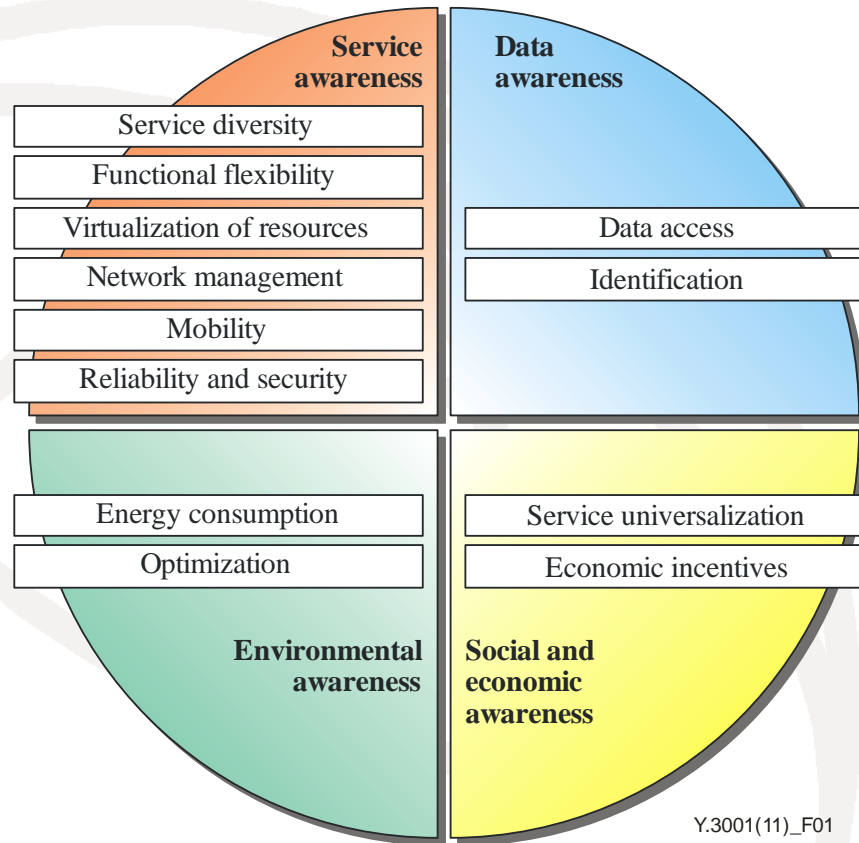 Service
awareness
Service diversity
Functional flexibility
Virtualization of resources
Network management
Mobility
Reliability and security
Data
awareness
Data access
Identification
Energy consumption
Optimization
Environmental
awareness
Service universalization
Economic incentives
Social and
economic
awareness
Y.3001(11)_F01